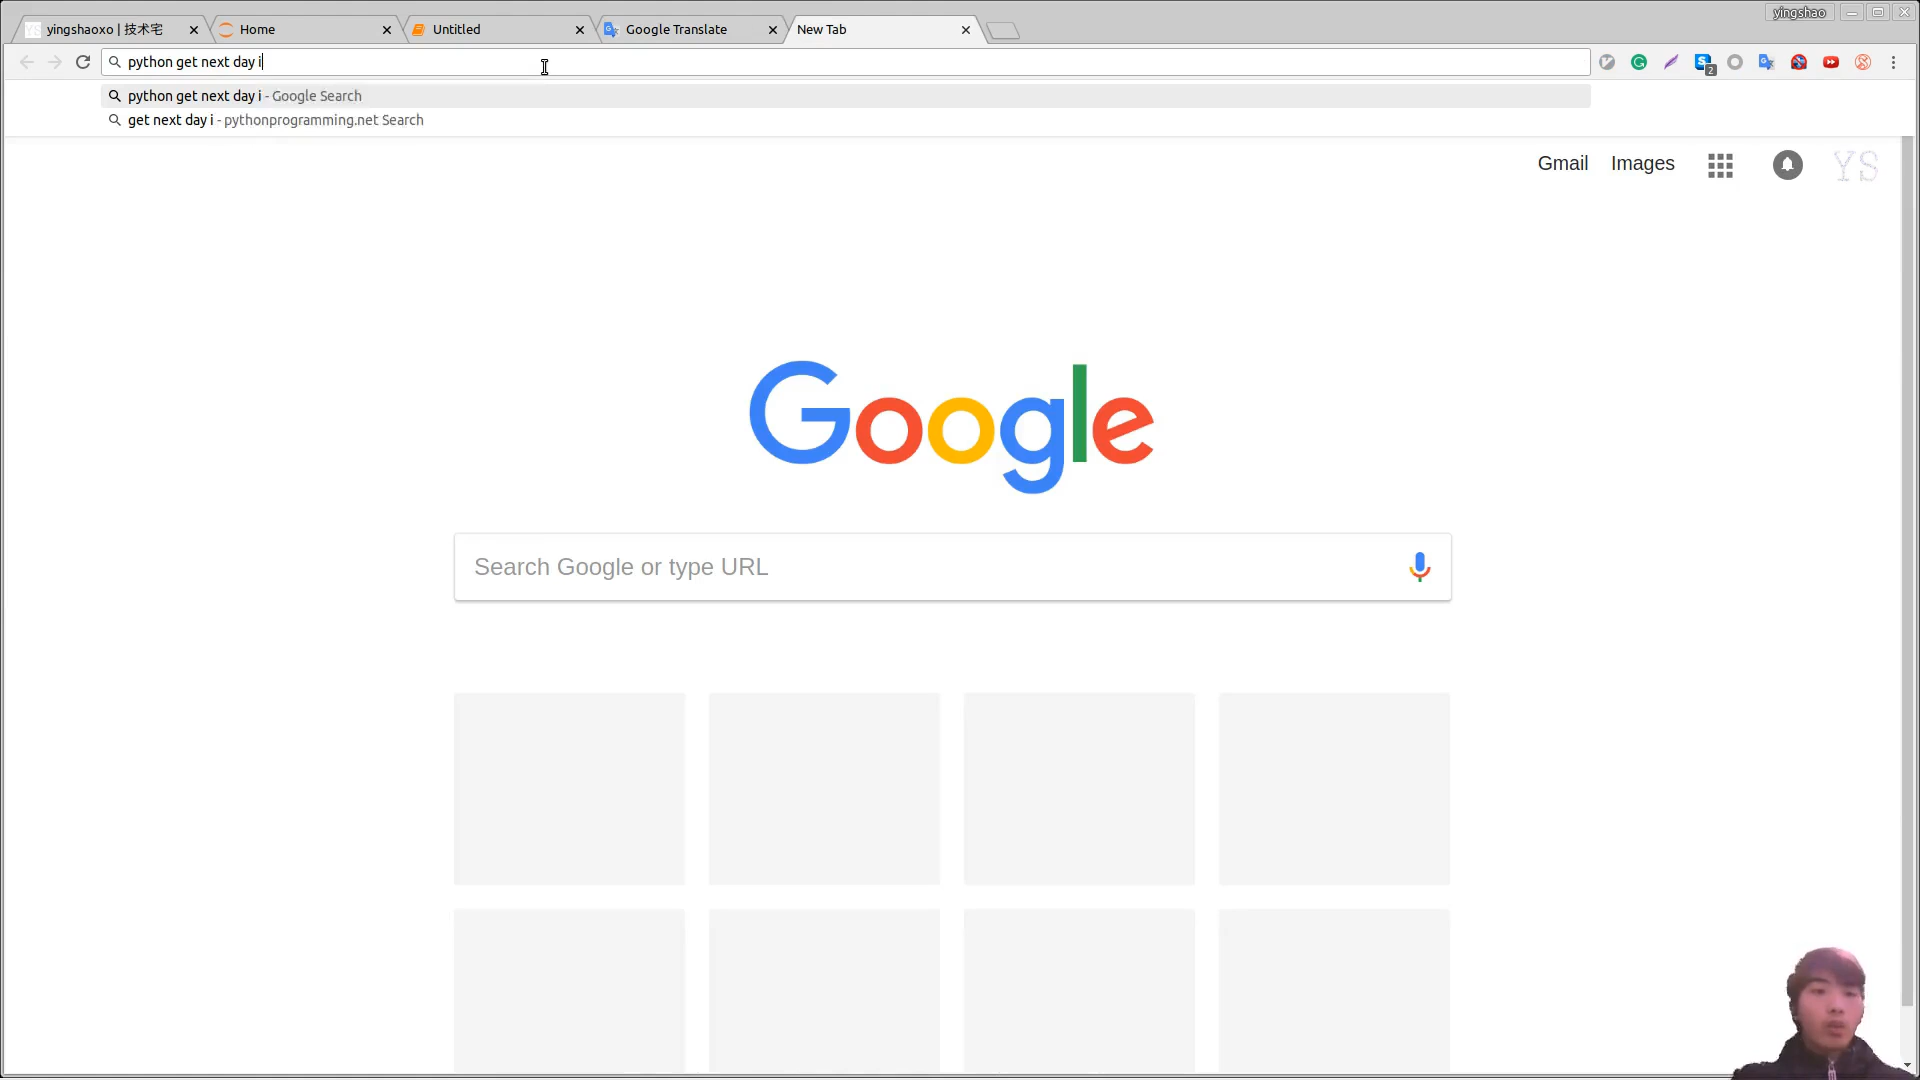 yingshao
yingshaoxo | 技术宅
Home
Untitled
Google Translate
New Tab
python get next day i
2
python get next day i - Google Search
get next day i - pythonprogramming.net Search
Gmail
Images
YS
Google
Search Google or type URL